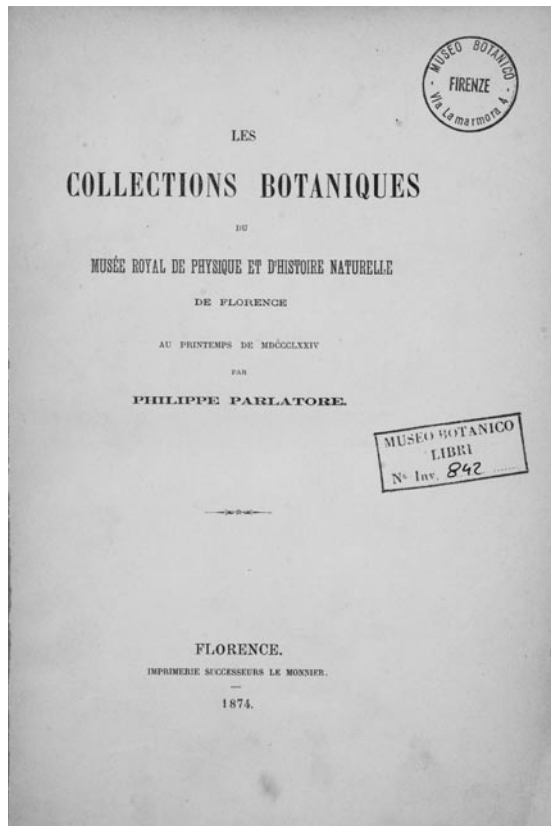 MUSEO BOTANICO
FIRENZE
Via Lamarmora 4
LES
COLLECTIONS BOTANIQUES
DU
MUSÉE ROYAL DE PHYSIQUE ET D'HISTOIRE NATURELLE
DE FLORENCE
AU PRINTEMPS DE MDCCCLXXIV
PAR
PHILIPPE PARLATORE.
MUSEO BOTANICO
LIBRI
No Inv. 842
FLORENCE.
IMPRIMERIE SUCCESSEURS LE MONNIER.
1874.